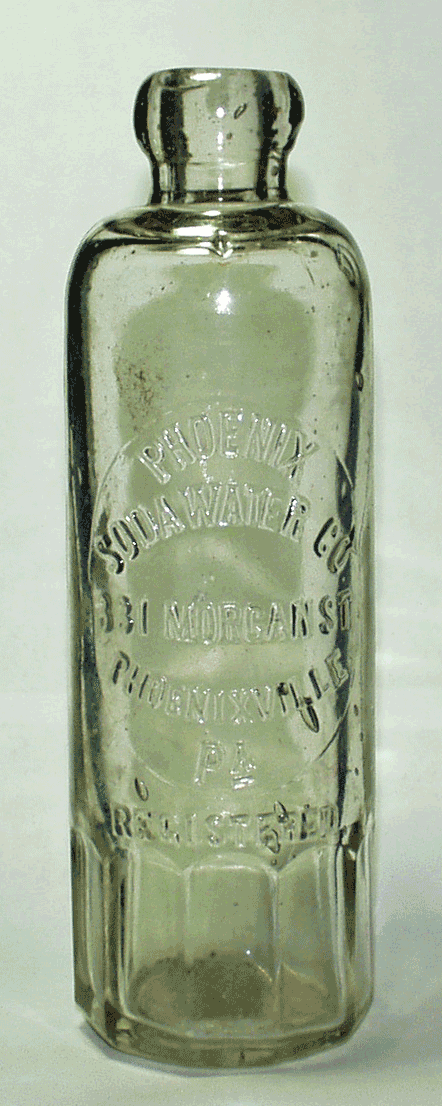 PHOENIX
SODA WATER CO
331 MORGAN ST
PHOENIXVILLE
PA
REGISTERED